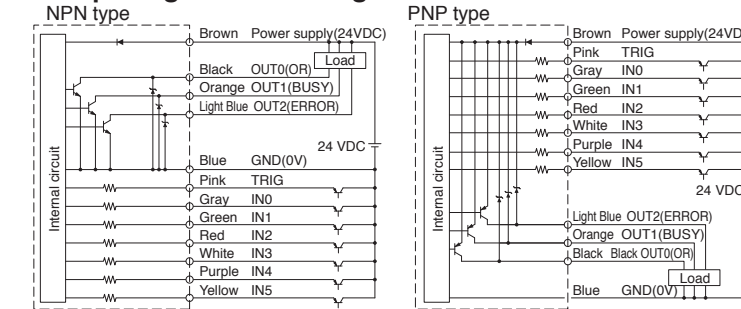 NPN type
Brown Power supply(24VDC)
Load
Black OUT0(OR)
Orange OUT1(BUSY)
Light Blue OUT2(ERROR)
24 VDC
Blue GND(0V)
Pink TRIG
Gray IN0
Green IN1
Red IN2
White IN3
Purple IN4
Yellow IN5
Internal circuit
PNP type
Brown Power supply(24VD
Pink TRIG
Gray IN0
Green IN1
Red IN2
White IN3
Purple IN4
Yellow IN5
24 VDC
Light Blue OUT2(ERROR)
Orange OUT1(BUSY)
Black Black OUT0(OR)
Load
Blue GND(0V)
Internal circuit